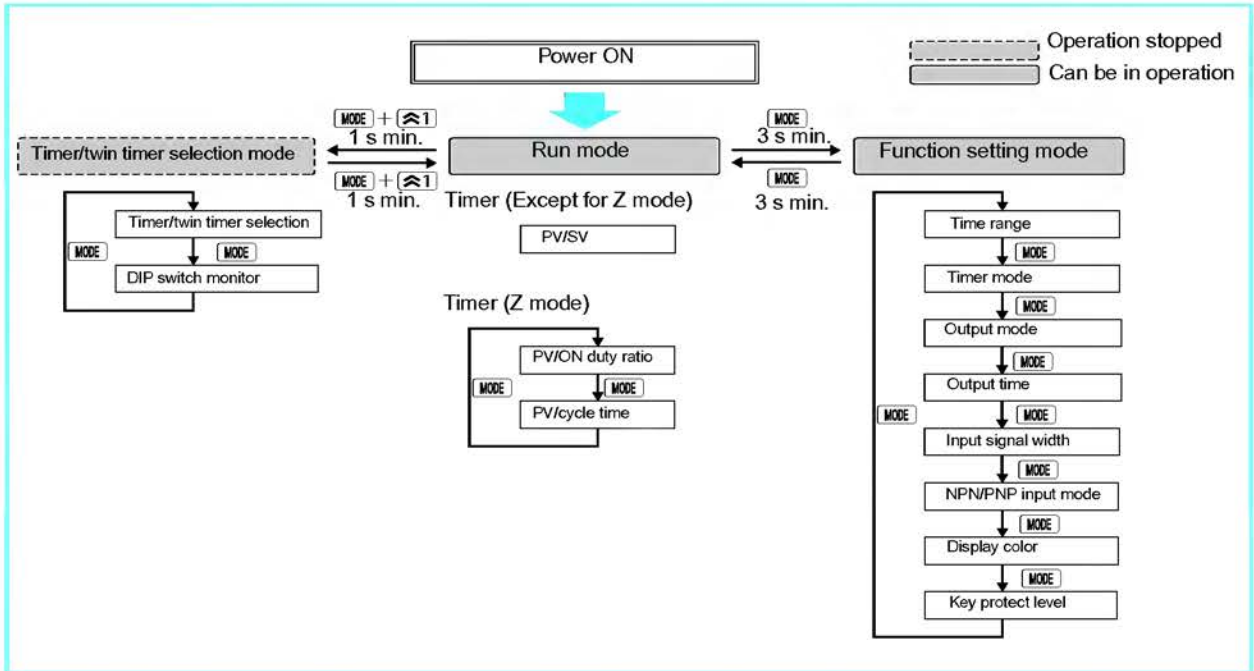 Power ON
Operation stopped
Can be in operation
MODE + ︽1
1 s min.
MODE
3 s min.
Timer/twin timer selection mode
Run mode
Function setting mode
MODE + ︽1
1 s min.
MODE
3 s min.
Timer/twin timer selection
MODE
MODE
DIP switch monitor
Timer (Except for Z mode)
PV/SV
Timer (Z mode)
PV/ON duty ratio
MODE
MODE
PV/cycle time
Time range
MODE
Timer mode
MODE
Output mode
MODE
Output time
MODE
MODE
Input signal width
MODE
NPN/PNP input mode
MODE
Display color
MODE
Key protect level